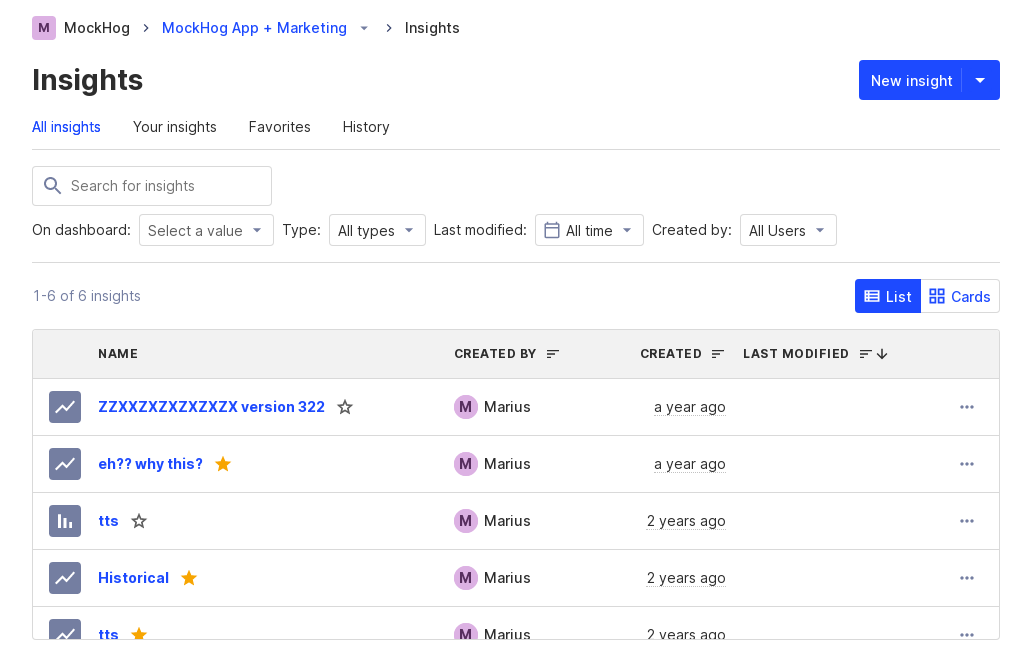 M MockHog > MockHog App + Marketing > Insights
Insights
New insight
All insights Your insights Favorites History
Search for insights
On dashboard: Select a value Type: All types Last modified: All time Created by: All Users
1-6 of 6 insights
List Cards
NAME CREATED BY CREATED LAST MODIFIED
ZZXXZXZXZXZXZX version 322 M Marius a year ago
eh?? why this? M Marius a year ago
tts M Marius 2 years ago
Historical M Marius 2 years ago
tts M Marius 2 years ago